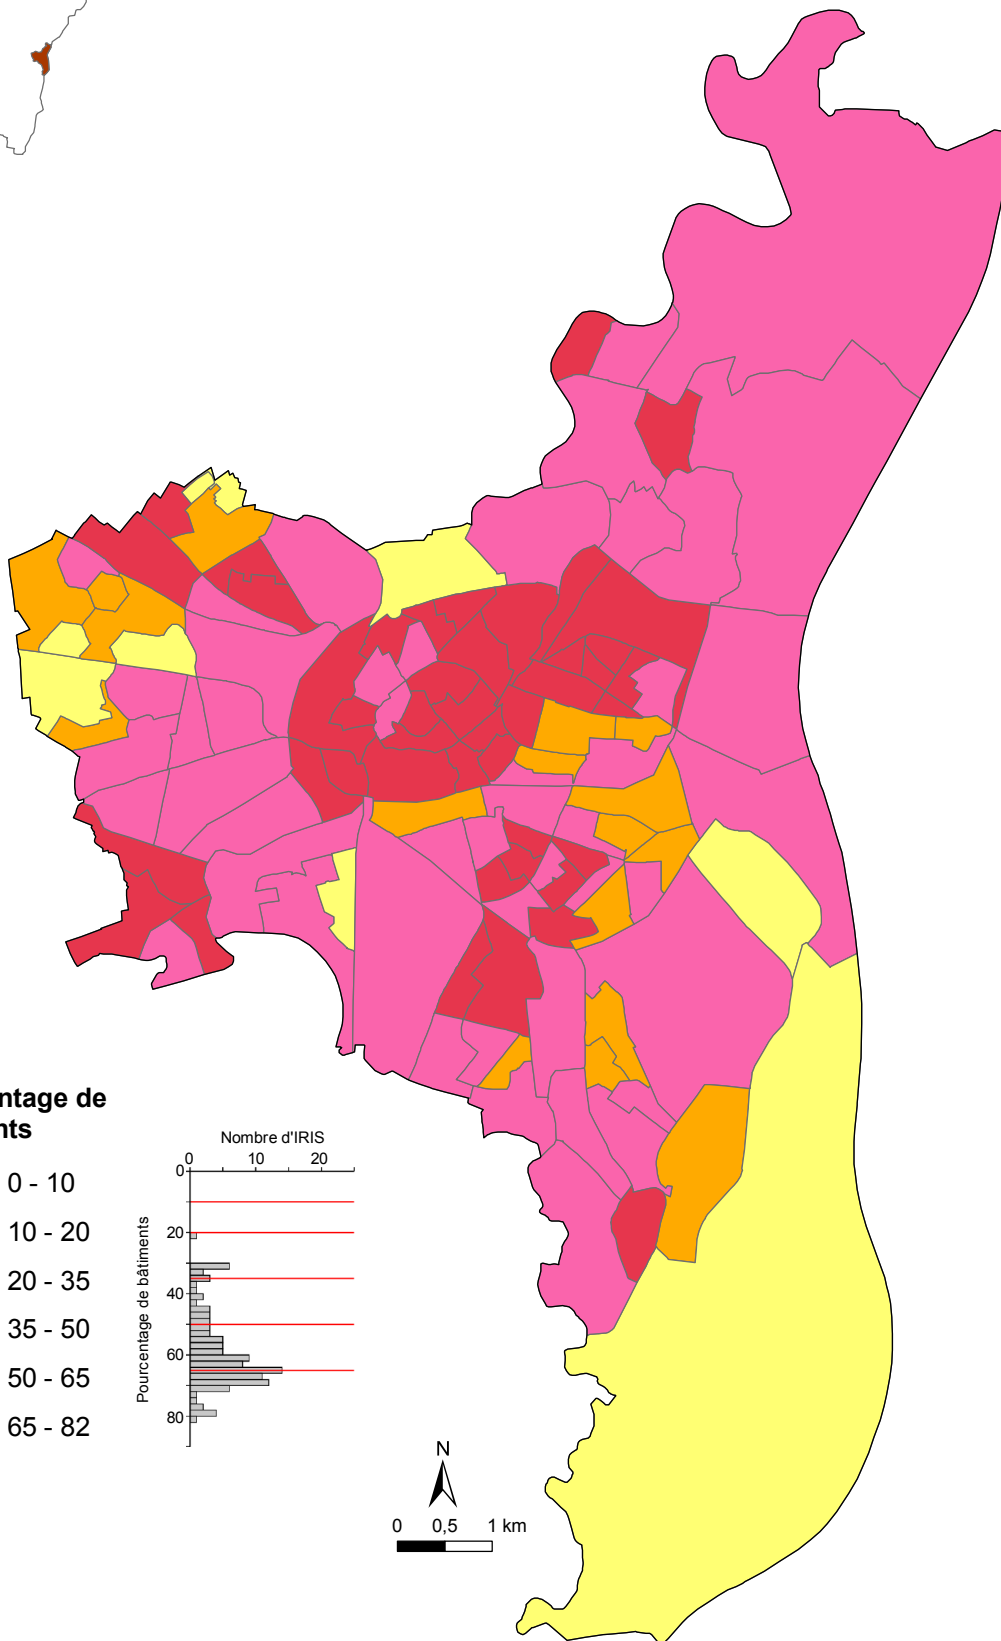 ntage de
nts
0 - 10
10 - 20
20 - 35
35 - 50
50 - 65
65 - 82
Nombre d'IRIS
0 10 20
0
20
40
60
80
Pourcentage de bâtiments
N
0 0,5 1 km